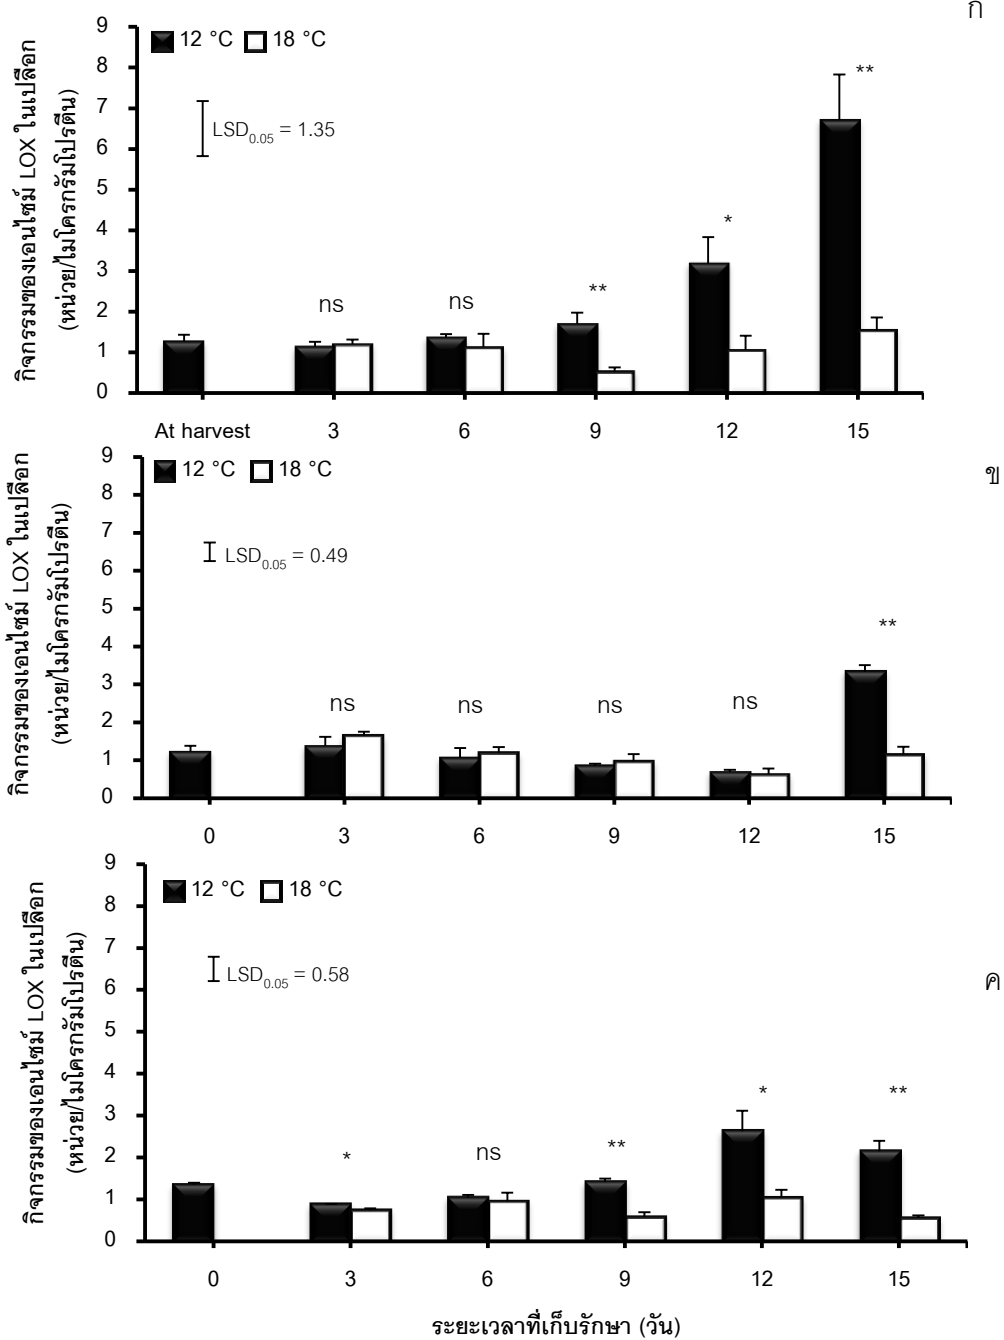 ก
กิจกรรมของเอนไซม์ LOX ในเปลือก
(หน่วย/ไมโครกรัมโปรตีน)
9
8
7
6
5
4
3
2
1
0
12 °C 18 °C
LSD0.05 = 1.35
ns
ns
**
*
**
At harvest 3 6 9 12 15
ข
กิจกรรมของเอนไซม์ LOX ในเปลือก
(หน่วย/ไมโครกรัมโปรตีน)
9
8
7
6
5
4
3
2
1
0
12 °C 18 °C
LSD0.05 = 0.49
ns
ns
ns
ns
**
0 3 6 9 12 15
ค
กิจกรรมของเอนไซม์ LOX ในเปลือก
(หน่วย/ไมโครกรัมโปรตีน)
9
8
7
6
5
4
3
2
1
0
12 °C 18 °C
LSD0.05 = 0.58
*
ns
**
*
**
0 3 6 9 12 15
ระยะเวลาที่เก็บรักษา (วัน)